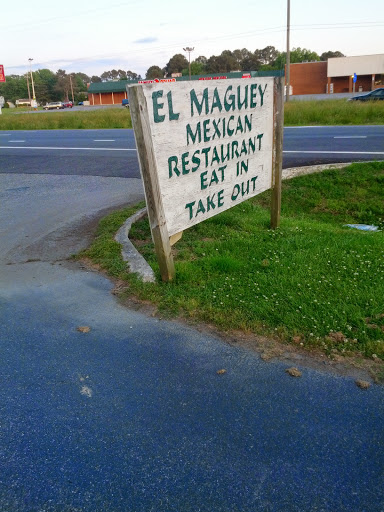 EL MAGUEY
MEXICAN
RESTAURANT
EAT IN
TAKE OUT